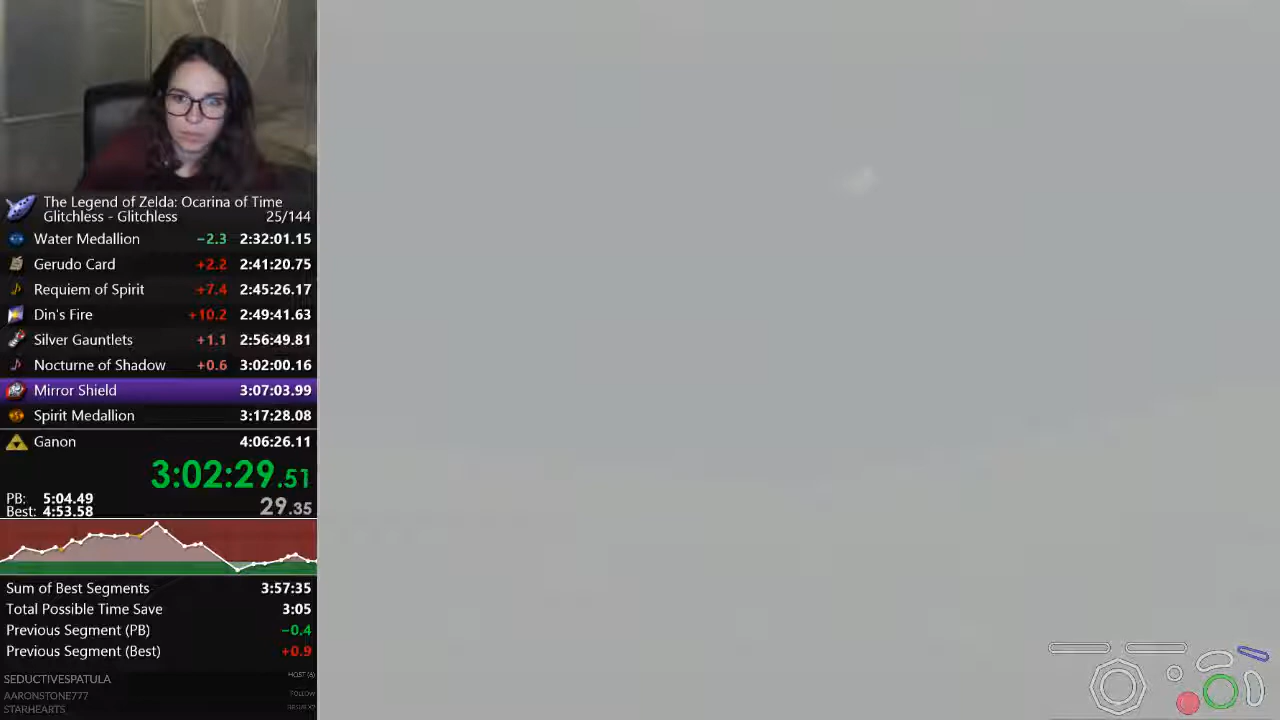 The Legend of Zelda: Ocarina of Time
Glitchless - Glitchless 25/144
Water Medallion -2.3 2:32:01.15
Gerudo Card +2.2 2:41:20.75
Requiem of Spirit +7.4 2:45:26.17
Din's Fire +10.2 2:49:41.63
Silver Gauntlets +1.1 2:56:49.81
Nocturne of Shadow +0.6 3:02:00.16
Mirror Shield 3:07:03.99
Spirit Medallion 3:17:28.08
Ganon 4:06:26.11
3:02:29.51
PB: 5:04.49
Best: 4:53.58 29.35
Sum of Best Segments 3:57:35
Total Possible Time Save 3:05
Previous Segment (PB) -0.4
Previous Segment (Best) +0.9
SEDUCTIVESPATULA
AARONSTONE777 FOLLOW
STARHEARTS_